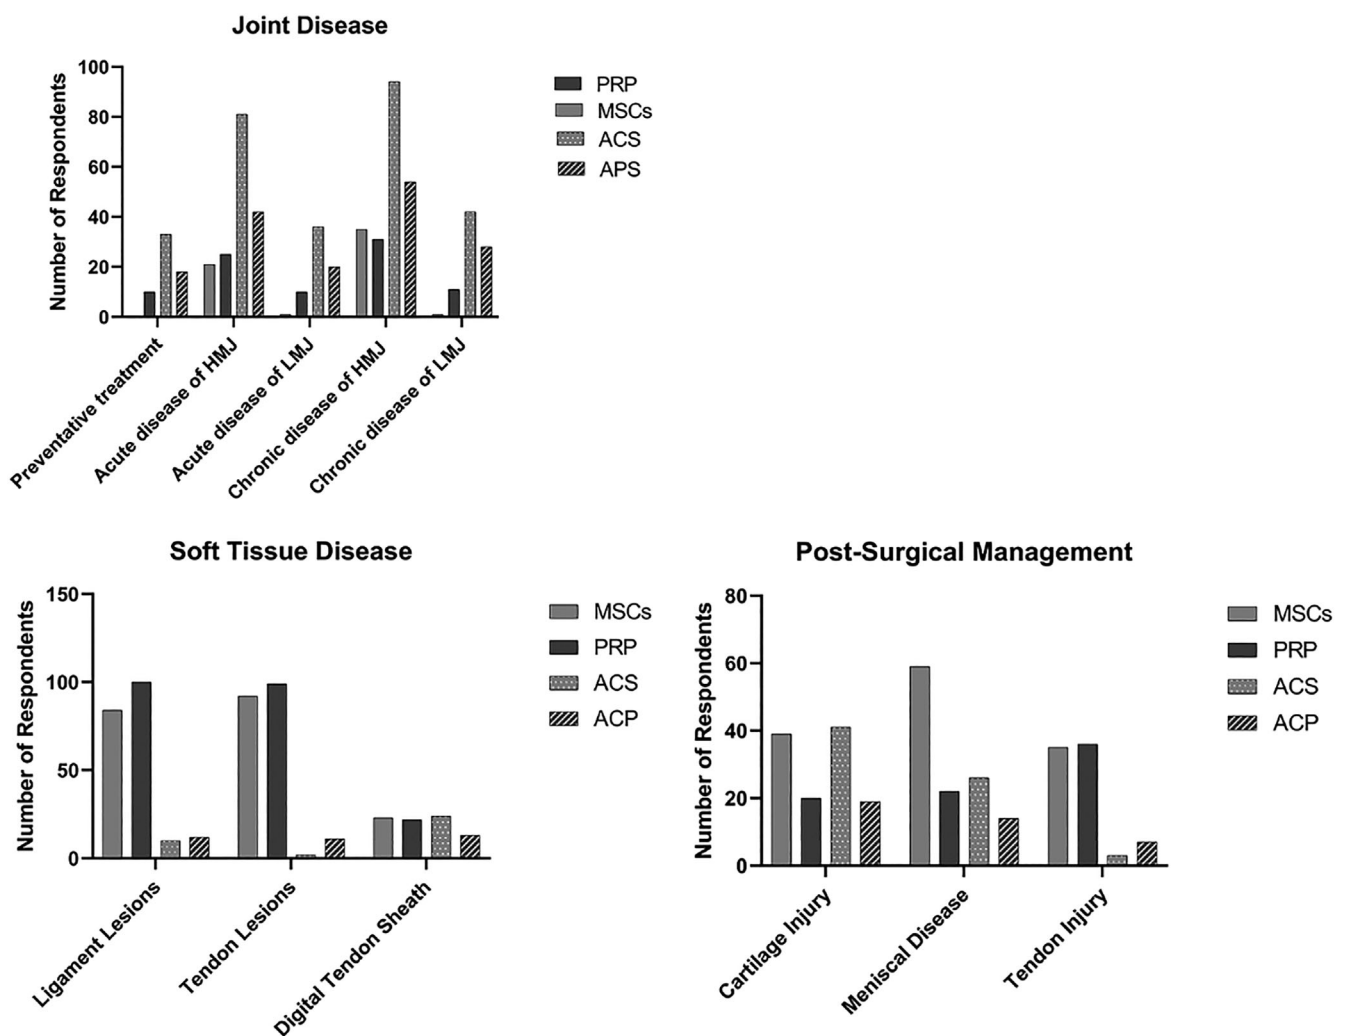 Joint Disease
Number of Respondents
100
80
60
40
20
0
Preventative treatment
Acute disease of HMJ
Acute disease of LMJ
Chronic disease of HMJ
Chronic disease of LMJ
PRP
MSCs
ACS
APS
Soft Tissue Disease
Number of Respondents
150
100
50
0
Ligament Lesions
Tendon Lesions
Digital Tendon Sheath
MSCs
PRP
ACS
ACP
Post-Surgical Management
Number of Respondents
80
60
40
20
0
Cartilage Injury
Meniscal Disease
Tendon Injury
MSCs
PRP
ACS
ACP